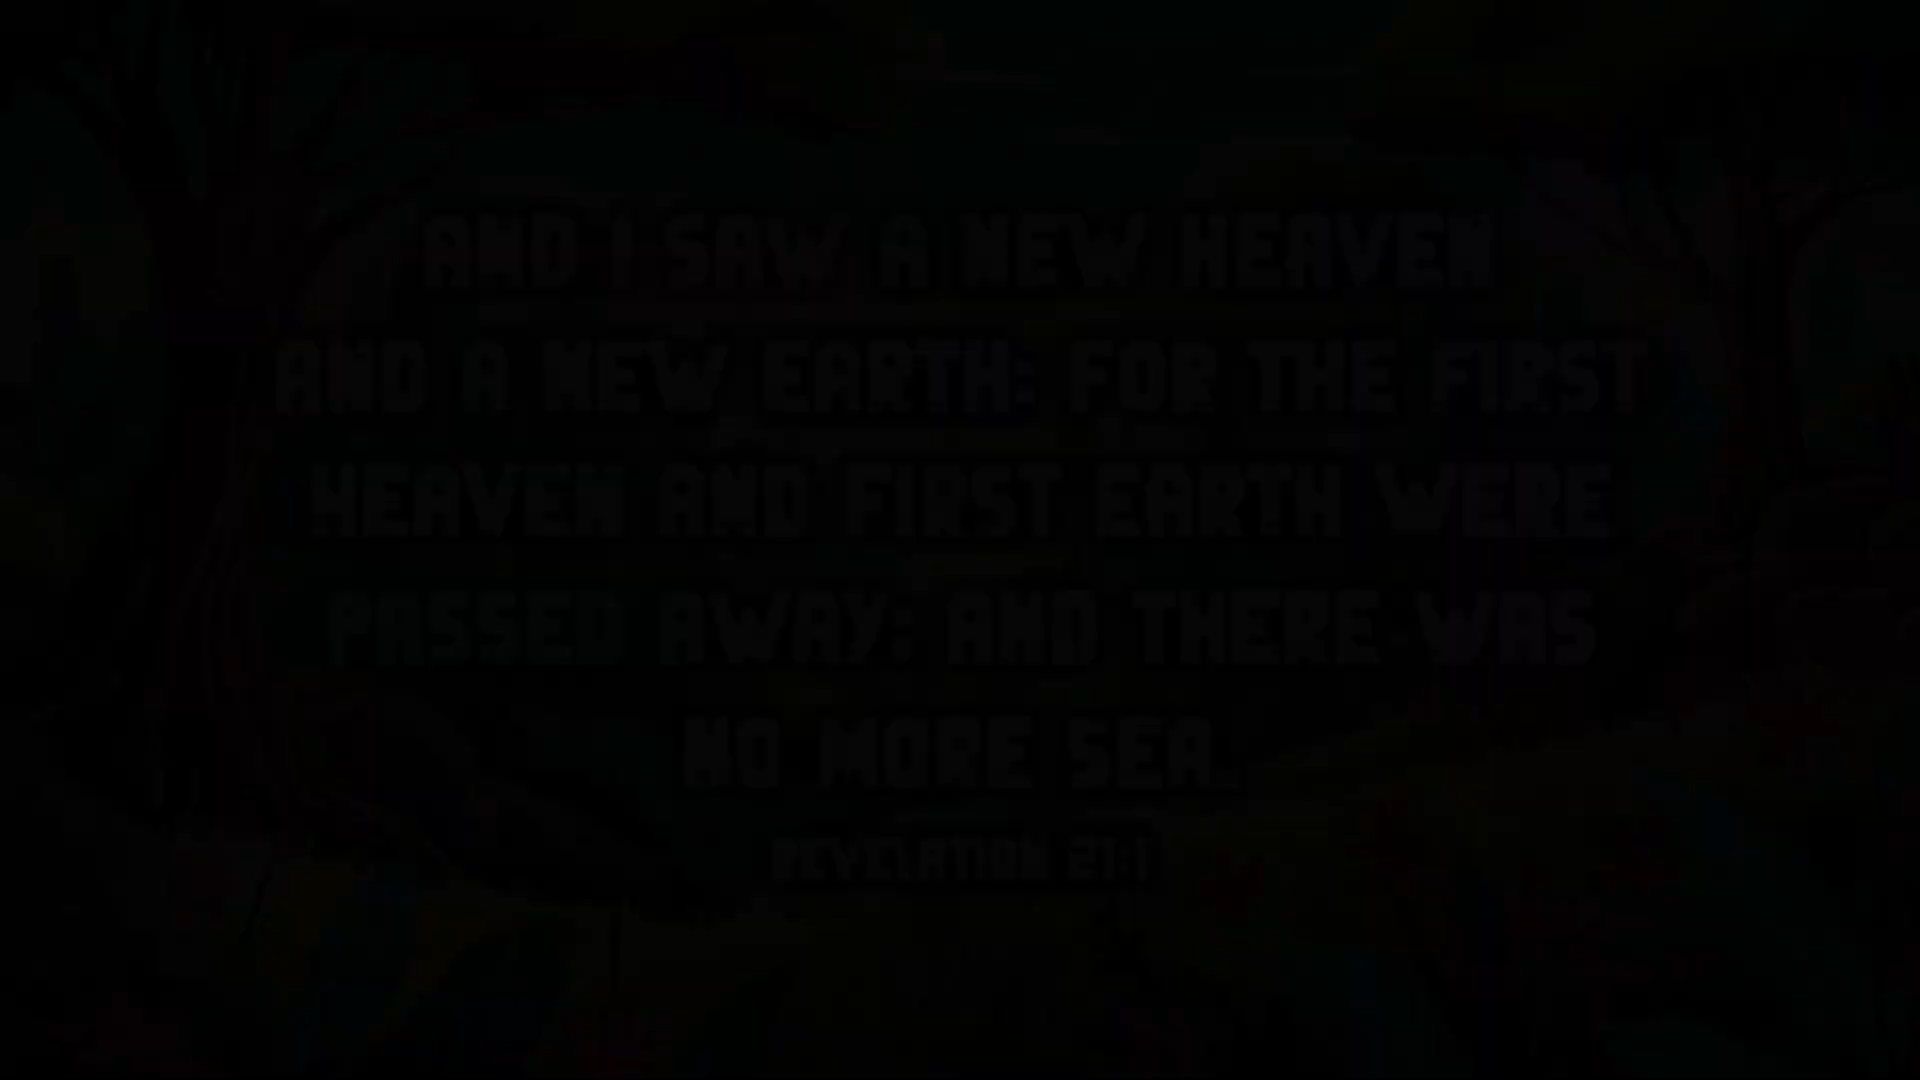 AND I SAW A NEW HEAVEN
AND A NEW EARTH: FOR THE FIRST
HEAVEN AND FIRST EARTH WERE
PASSED AWAY; AND THERE WAS
NO MORE SEA.
REVELATION 21:1